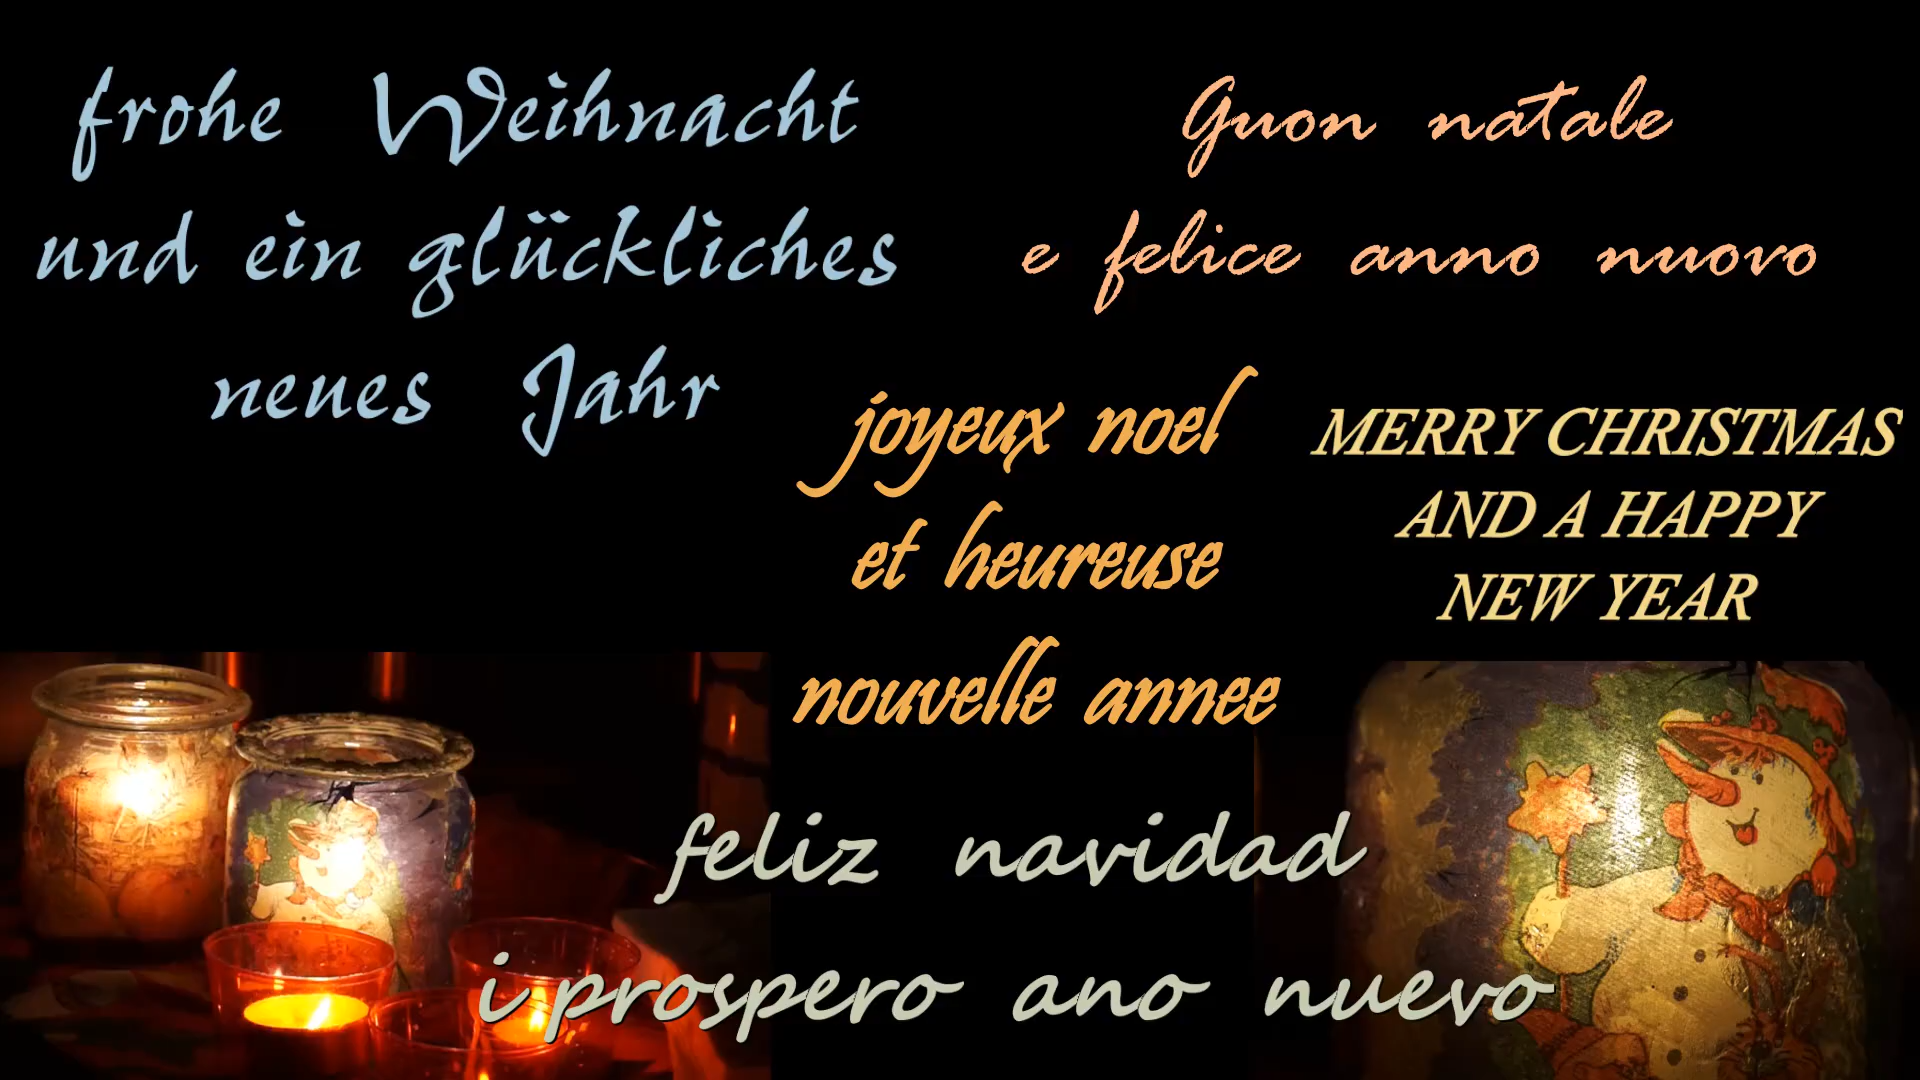 frohe Weihnacht
und ein glückliches
neues Jahr
Guon natale
e felice anno nuovo
joyeux noel
et heureuse
nouvelle annee
MERRY CHRISTMAS
AND A HAPPY
NEW YEAR
feliz navidad
i prospero ano nuevo